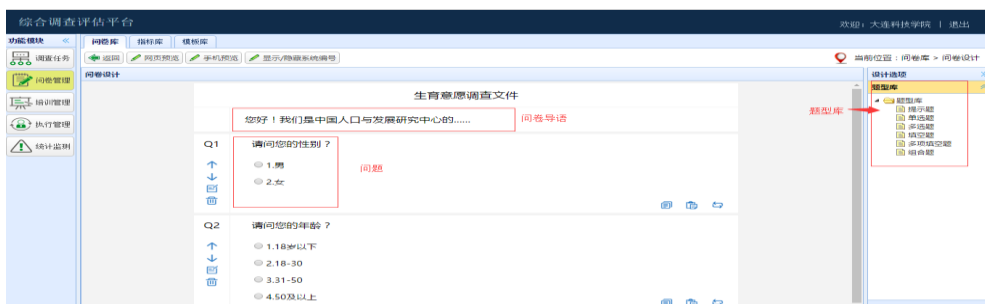 综合调查评估平台
欢迎，大连科技学院 | 退出
功能模块 «
问卷库 指标库 模板库
调查任务
返回 网页预览 手机预览 显示/隐藏系统编号
当前位置：问卷库 > 问卷设计
问卷管理
问卷设计
设计选项
题型库
生育意愿调查文件
题型库
题型库
提示题
单选题
多选题
填空题
多项填空题
组合题
培训管理
您好！我们是中国人口与发展研究中心的......
问卷导语
执行管理
Q1 请问您的性别？
统计监测
1.男
问题
2.女
Q2 请问您的年龄？
1.18岁以下
2.18-30
3.31-50
4.50及以上